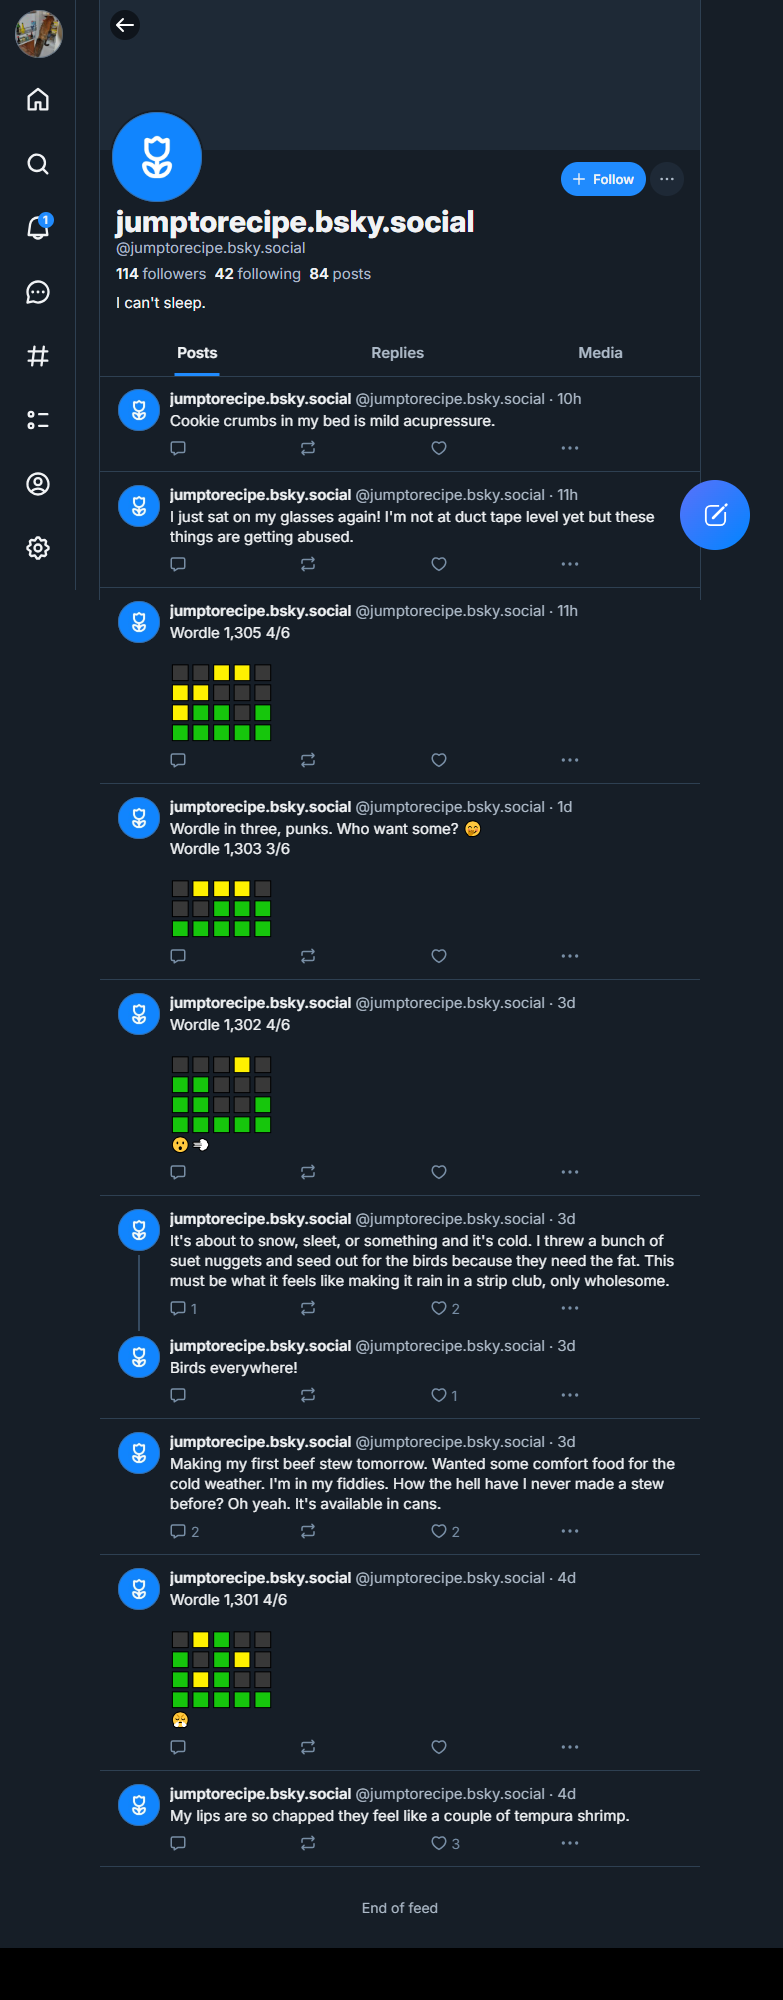 1
+ Follow
jumptorecipe.bsky.social
@jumptorecipe.bsky.social
114 followers 42 following 84 posts
I can't sleep.
Posts Replies Media
jumptorecipe.bsky.social @jumptorecipe.bsky.social · 10h
Cookie crumbs in my bed is mild acupressure.
jumptorecipe.bsky.social @jumptorecipe.bsky.social · 11h
I just sat on my glasses again! I'm not at duct tape level yet but these
things are getting abused.
jumptorecipe.bsky.social @jumptorecipe.bsky.social · 11h
Wordle 1,305 4/6
jumptorecipe.bsky.social @jumptorecipe.bsky.social · 1d
Wordle in three, punks. Who want some? 🤭
Wordle 1,303 3/6
jumptorecipe.bsky.social @jumptorecipe.bsky.social · 3d
Wordle 1,302 4/6
jumptorecipe.bsky.social @jumptorecipe.bsky.social · 3d
It's about to snow, sleet, or something and it's cold. I threw a bunch of
suet nuggets and seed out for the birds because they need the fat. This
must be what it feels like making it rain in a strip club, only wholesome.
1 2
jumptorecipe.bsky.social @jumptorecipe.bsky.social · 3d
Birds everywhere!
1
jumptorecipe.bsky.social @jumptorecipe.bsky.social · 3d
Making my first beef stew tomorrow. Wanted some comfort food for the
cold weather. I'm in my fiddies. How the hell have I never made a stew
before? Oh yeah. It's available in cans.
2 2
jumptorecipe.bsky.social @jumptorecipe.bsky.social · 4d
Wordle 1,301 4/6
jumptorecipe.bsky.social @jumptorecipe.bsky.social · 4d
My lips are so chapped they feel like a couple of tempura shrimp.
3
End of feed